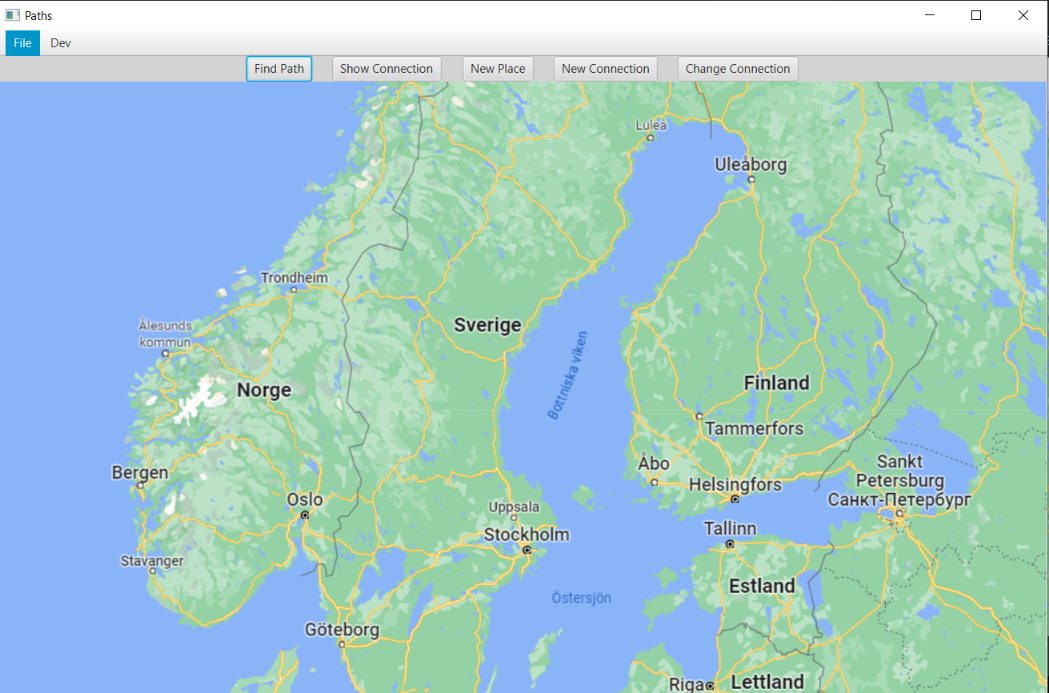 Paths
File Dev
Find Path Show Connection New Place New Connection Change Connection
Luleå
Uleåborg
Trondheim
Ålesunds
kommun
Sverige
Bottniska viken
Norge
Finland
Tammerfors
Bergen
Åbo
Helsingfors
Sankt
Petersburg
Санкт-Петербург
Oslo
Uppsala
Stockholm
Tallinn
Stavanger
Estland
Östersjön
Göteborg
Riga
Lettland